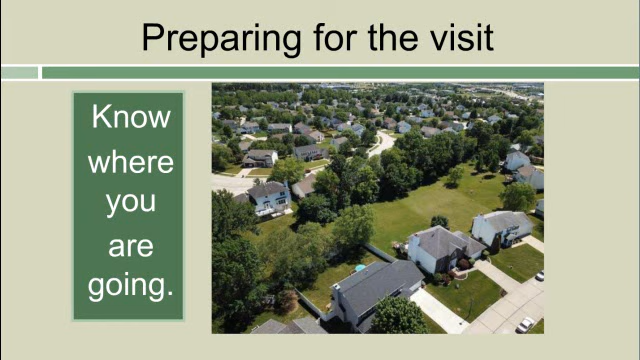 Preparing for the visit
Know
where
you
are
going.